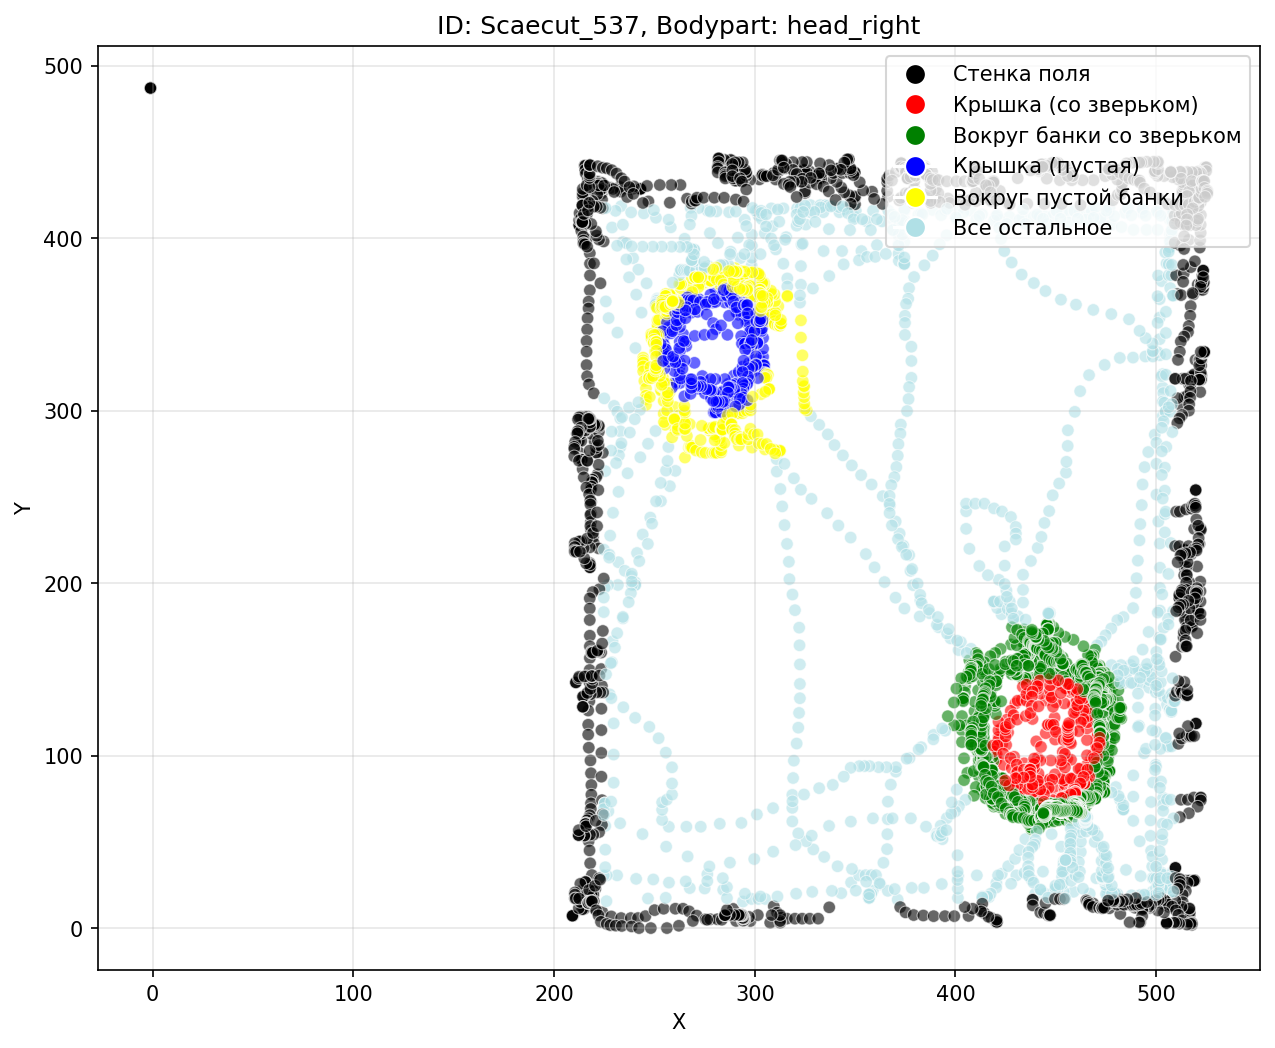 ID: Scaecut_537, Bodypart: head_right
Стенка поля
Крышка (со зверьком)
Вокруг банки со зверьком
Крышка (пустая)
Вокруг пустой банки
Все остальное
500
400
300
200
100
0
Y
0 100 200 300 400 500
X